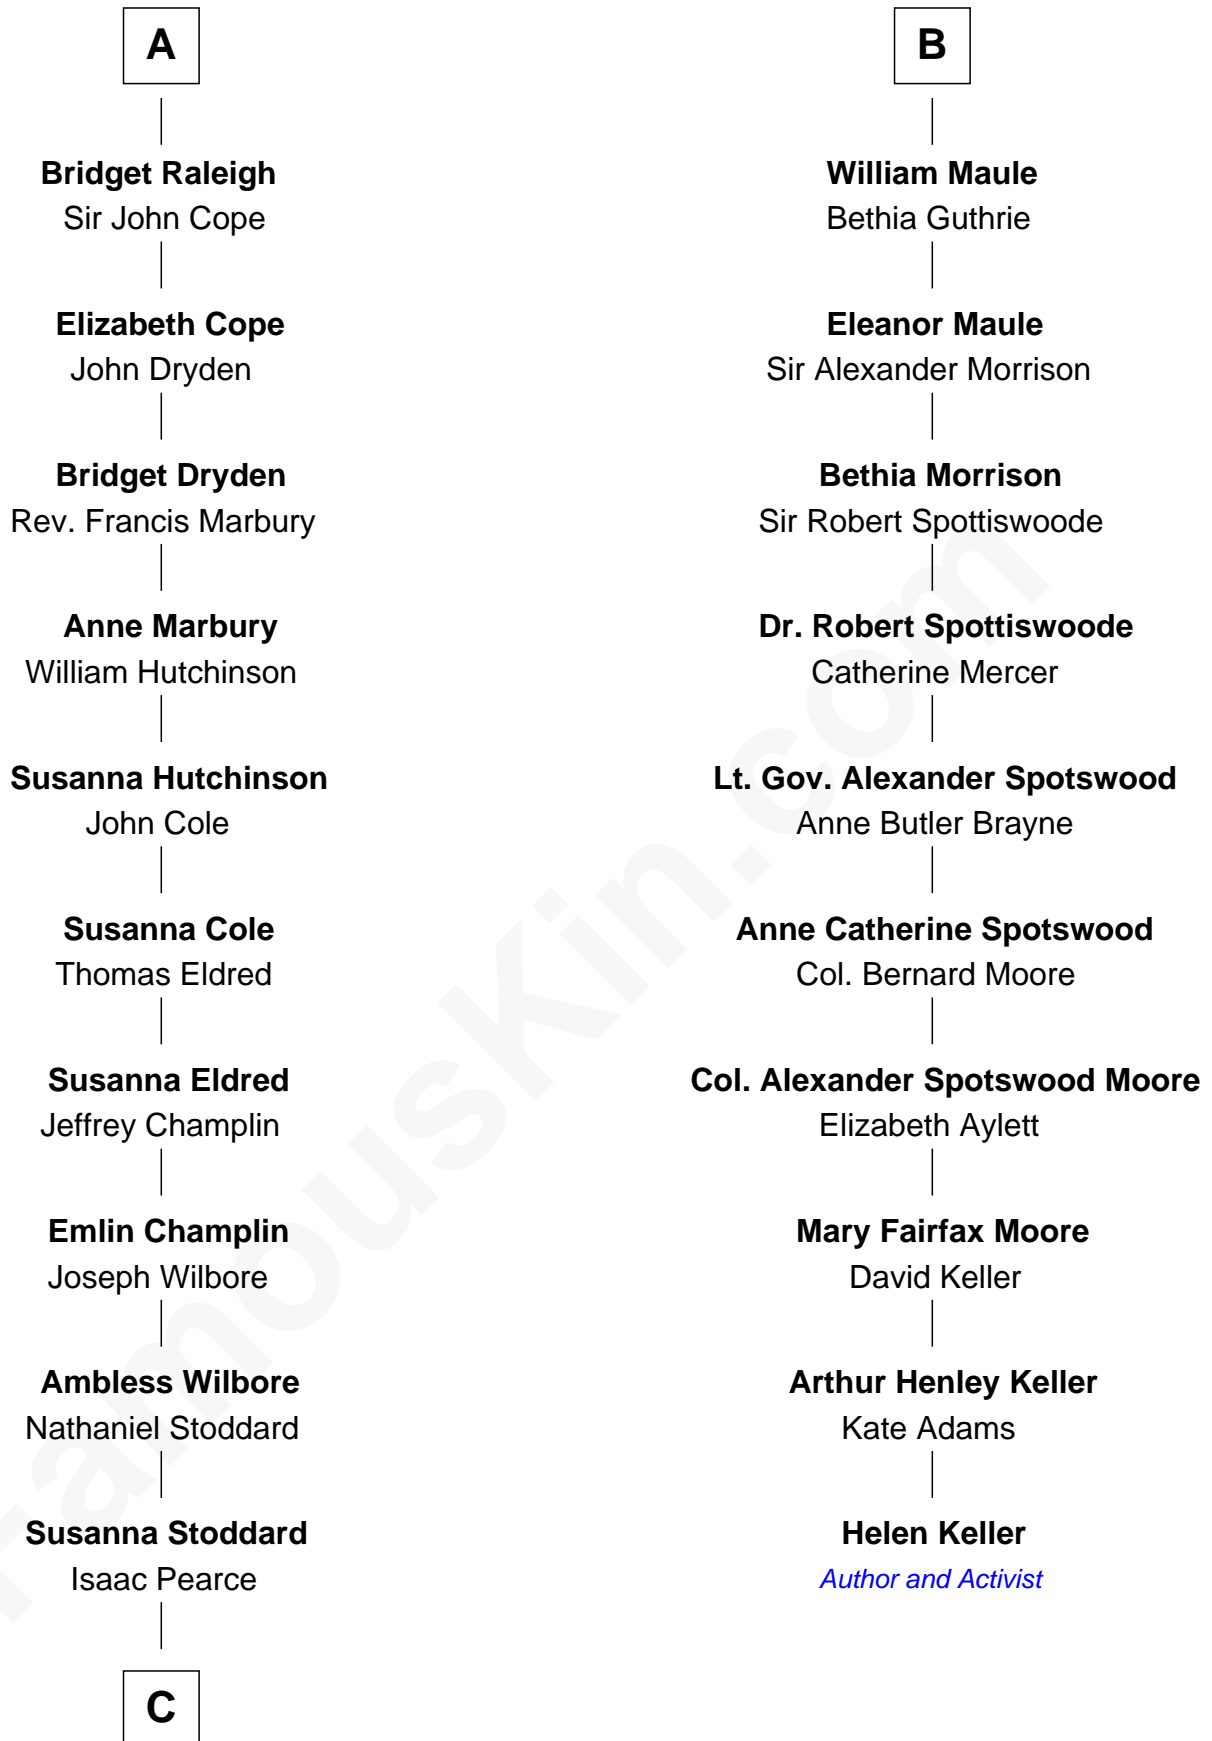 A
Bridget Raleigh
Sir John Cope
Elizabeth Cope
John Dryden
Bridget Dryden
Rev. Francis Marbury
Anne Marbury
William Hutchinson
Susanna Hutchinson
John Cole
Susanna Cole
Thomas Eldred
Susanna Eldred
Jeffrey Champlin
Emlin Champlin
Joseph Wilbore
Ambless Wilbore
Nathaniel Stoddard
Susanna Stoddard
Isaac Pearce
C
B
William Maule
Bethia Guthrie
Eleanor Maule
Sir Alexander Morrison
Bethia Morrison
Sir Robert Spottiswoode
Dr. Robert Spottiswoode
Catherine Mercer
Lt. Gov. Alexander Spotswood
Anne Butler Brayne
Anne Catherine Spotswood
Col. Bernard Moore
Col. Alexander Spotswood Moore
Elizabeth Aylett
Mary Fairfax Moore
David Keller
Arthur Henley Keller
Kate Adams
Helen Keller
Author and Activist
FamousKin.com